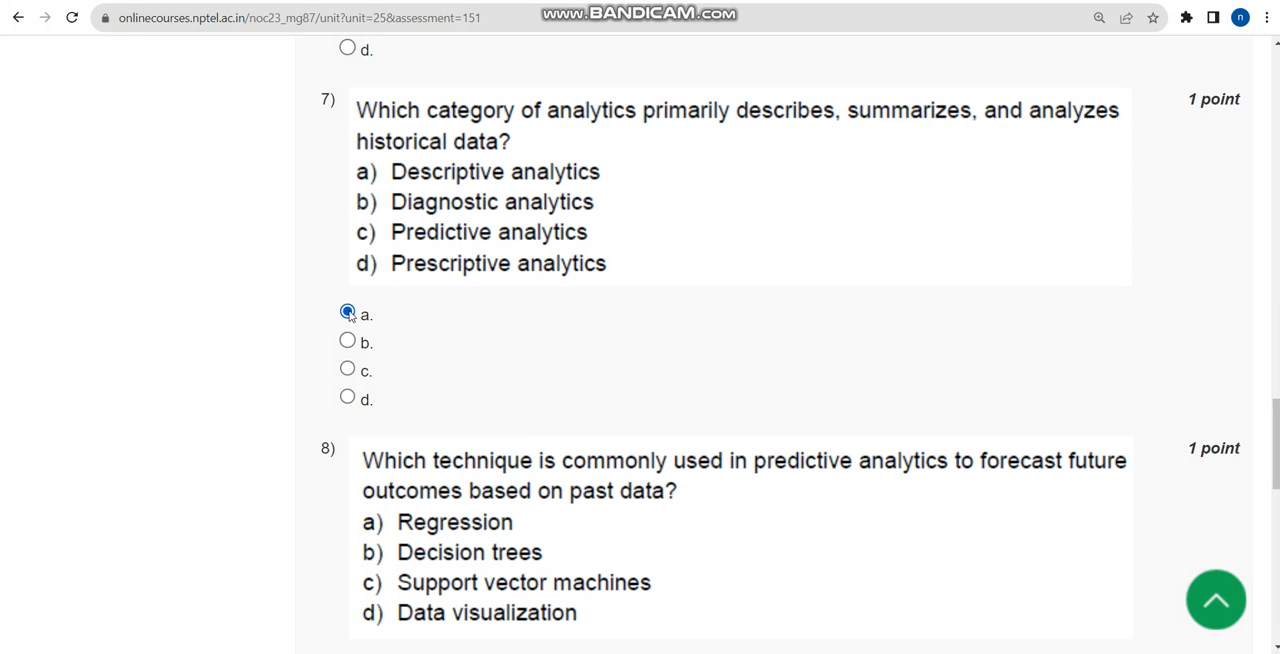 onlinecourses.nptel.ac.in/noc23_mg87/unit?unit=25&assessment=151
www.BANDICAM.com
n
d.
7)
1 point
Which category of analytics primarily describes, summarizes, and analyzes
historical data?
a) Descriptive analytics
b) Diagnostic analytics
c) Predictive analytics
d) Prescriptive analytics
a.
b.
c.
d.
8)
1 point
Which technique is commonly used in predictive analytics to forecast future
outcomes based on past data?
a) Regression
b) Decision trees
c) Support vector machines
d) Data visualization